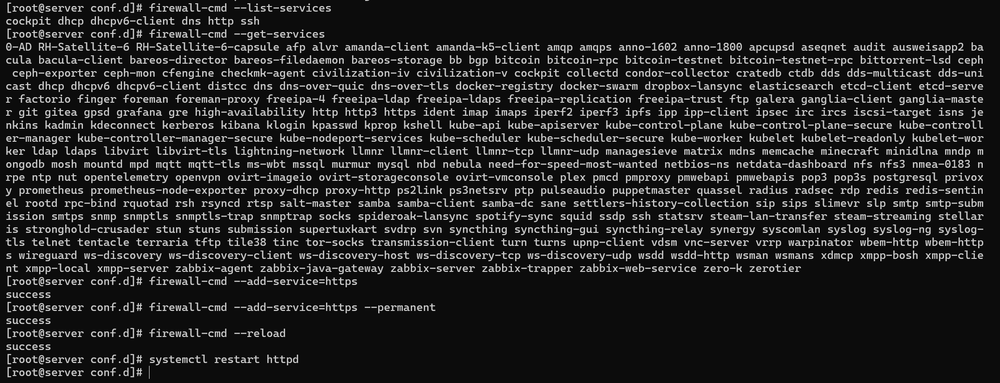 [root@server conf.d]# firewall-cmd --list-services
cockpit dhcp dhcpv6-client dns http ssh
[root@server conf.d]# firewall-cmd --get-services
0-AD RH-Satellite-6 RH-Satellite-6-capsule afp alvr amanda-client amanda-k5-client amqp amqps anno-1602 anno-1800 apcupsd aseqnet audit ausweisapp2 ba
cula bacula-client bareos-director bareos-filedaemon bareos-storage bb bgp bitcoin bitcoin-rpc bitcoin-testnet bitcoin-testnet-rpc bittorrent-lsd ceph
 ceph-exporter ceph-mon cfengine checkmk-agent civilization-iv civilization-v cockpit collectd condor-collector cratedb ctdb dds dds-multicast dds-uni
cast dhcp dhcpv6 dhcpv6-client distcc dns dns-over-quic dns-over-tls docker-registry docker-swarm dropbox-lansync elasticsearch etcd-client etcd-serve
r factorio finger foreman foreman-proxy freeipa-4 freeipa-ldap freeipa-ldaps freeipa-replication freeipa-trust ftp galera ganglia-client ganglia-maste
r git gitea gpsd grafana gre high-availability http http3 https ident imap imaps iperf2 iperf3 ipfs ipp ipp-client ipsec irc ircs iscsi-target isns je
nkins kadmin kdeconnect kerberos kibana klogin kpasswd kprop kshell kube-api kube-apiserver kube-control-plane kube-control-plane-secure kube-controll
er-manager kube-controller-manager-secure kube-nodeport-services kube-scheduler kube-scheduler-secure kube-worker kubelet kubelet-readonly kubelet-wor
ker ldap ldaps libvirt libvirt-tls lightning-network llmnr llmnr-client llmnr-tcp llmnr-udp managesieve matrix mdns memcache minecraft minidlna mndp m
ongodb mosh mountd mpd mqtt mqtt-tls ms-wbt mssql murmur mysql nbd nebula need-for-speed-most-wanted netbios-ns netdata-dashboard nfs nfs3 nmea-0183 n
rpe ntp nut opentelemetry openvpn ovirt-imageio ovirt-storageconsole ovirt-vmconsole plex pmcd pmproxy pmwebapi pmwebapis pop3 pop3s postgresql privox
y prometheus prometheus-node-exporter proxy-dhcp proxy-http ps2link ps3netsrv ptp pulseaudio puppetmaster quassel radius radsec rdp redis redis-sentin
el rootd rpc-bind rquotad rsh rsyncd rtsp salt-master samba samba-client samba-dc sane settlers-history-collection sip sips slimevr slp smtp smtp-subm
ission smtps snmp snmptls snmptls-trap snmptrap socks spideroak-lansync spotify-sync squid ssdp ssh statsrv steam-lan-transfer steam-streaming stellar
is stronghold-crusader stun stuns submission supertuxkart svdrp svn syncthing syncthing-gui syncthing-relay synergy syscomlan syslog syslog-ng syslog-
tls telnet tentacle terraria tftp tile38 tinc tor-socks transmission-client turn turns upnp-client vdsm vnc-server vrrp warpinator wbem-http wbem-http
s wireguard ws-discovery ws-discovery-client ws-discovery-host ws-discovery-tcp ws-discovery-udp wsdd wsdd-http wsman wsmans xdmcp xmpp-bosh xmpp-clie
nt xmpp-local xmpp-server zabbix-agent zabbix-java-gateway zabbix-server zabbix-trapper zabbix-web-service zero-k zerotier
[root@server conf.d]# firewall-cmd --add-service=https
success
[root@server conf.d]# firewall-cmd --add-service=https --permanent
success
[root@server conf.d]# firewall-cmd --reload
success
[root@server conf.d]# systemctl restart httpd
[root@server conf.d]#